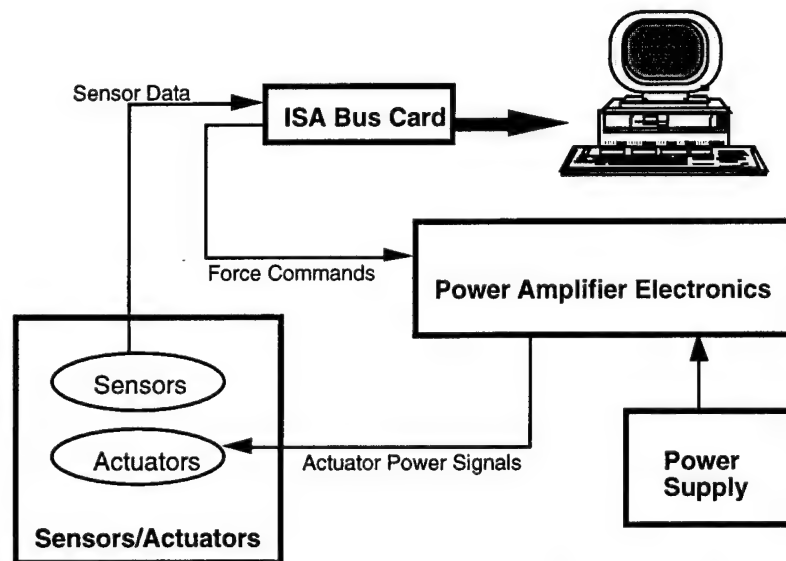 Sensor Data
ISA Bus Card
Force Commands
Power Amplifier Electronics
Sensors
Actuators
Actuator Power Signals
Power
Supply
Sensors/Actuators